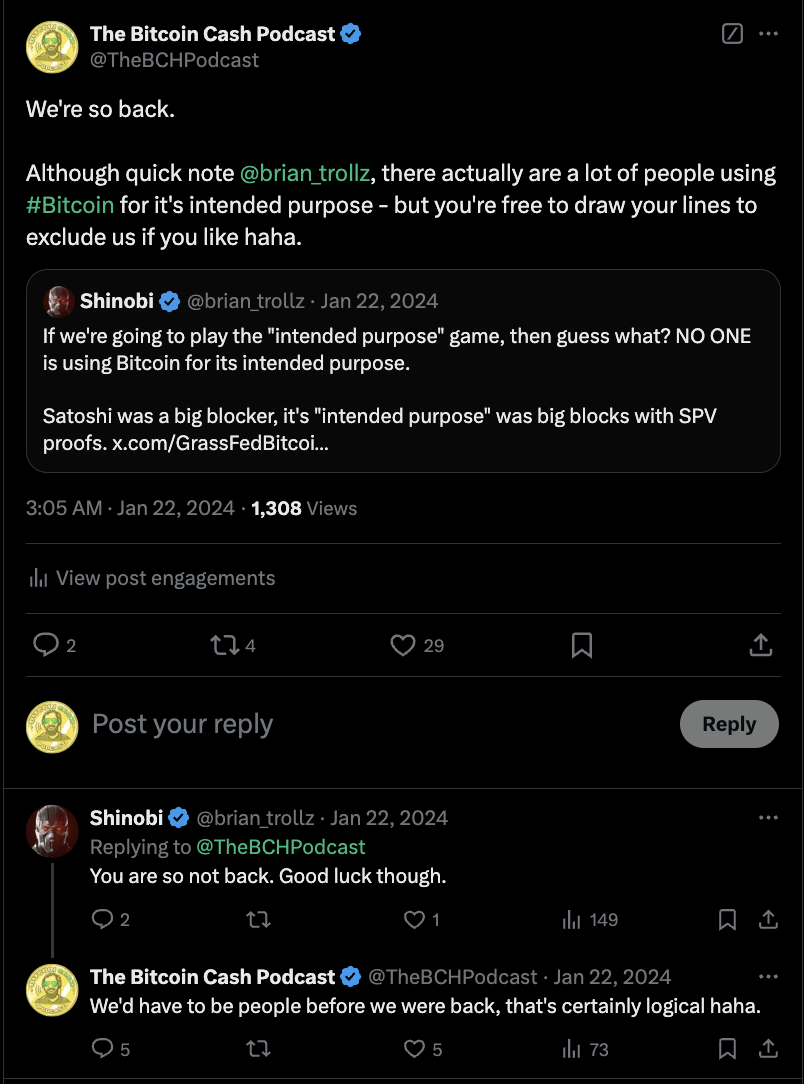 The Bitcoin Cash Podcast
@TheBCHPodcast
We're so back.
Although quick note @brian_trollz, there actually are a lot of people using
#Bitcoin for it's intended purpose - but you're free to draw your lines to
exclude us if you like haha.
Shinobi @brian_trollz · Jan 22, 2024
If we're going to play the "intended purpose" game, then guess what? NO ONE
is using Bitcoin for its intended purpose.
Satoshi was a big blocker, it's "intended purpose" was big blocks with SPV
proofs. x.com/GrassFedBitcoi...
3:05 AM · Jan 22, 2024 · 1,308 Views
View post engagements
2 4 29
Post your reply
Reply
Shinobi @brian_trollz · Jan 22, 2024
Replying to @TheBCHPodcast
You are so not back. Good luck though.
2 1 149
The Bitcoin Cash Podcast @TheBCHPodcast · Jan 22, 2024
We'd have to be people before we were back, that's certainly logical haha.
5 5 73